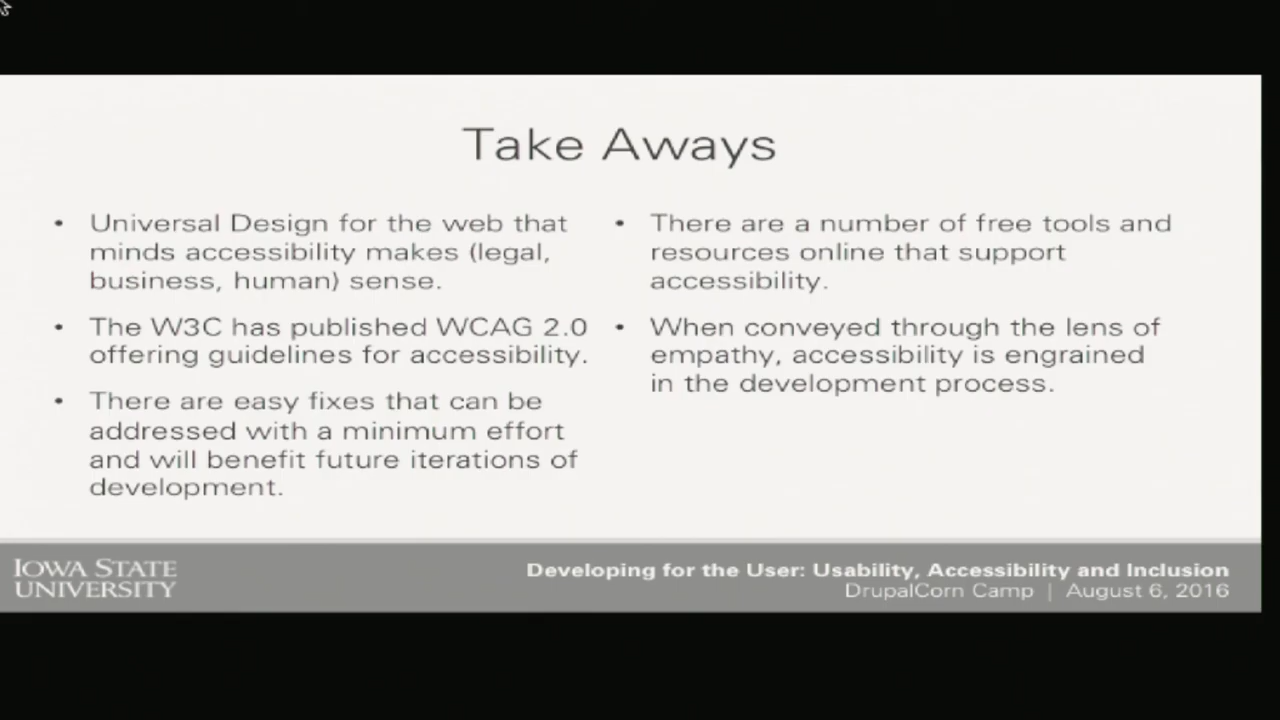 Take Aways
• Universal Design for the web that
minds accessibility makes (legal,
business, human) sense.
• The W3C has published WCAG 2.0
offering guidelines for accessibility.
• There are easy fixes that can be
addressed with a minimum effort
and will benefit future iterations of
development.
• There are a number of free tools and
resources online that support
accessibility.
• When conveyed through the lens of
empathy, accessibility is engrained
in the development process.
IOWA STATE
UNIVERSITY
Developing for the User: Usability, Accessibility and Inclusion
DrupalCorn Camp | August 6, 2016